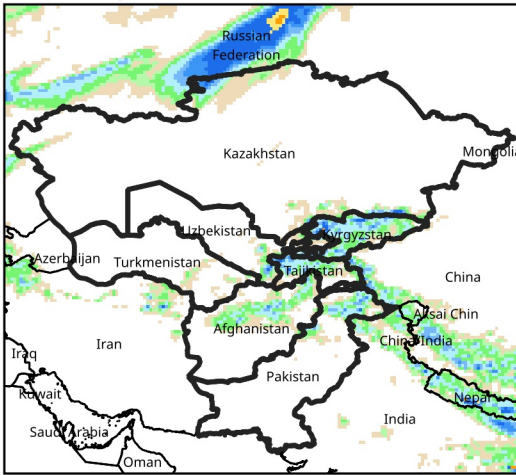 Russian
Federation
Kazakhstan
Mongolia
Uzbekistan
Kyrgyzstan
Azerbaijan
Turkmenistan
Tajikistan
China
Aksai Chin
Afghanistan
China/India
Iran
Iraq
Pakistan
Kuwait
Nepal
India
Saudi Arabia
Oman